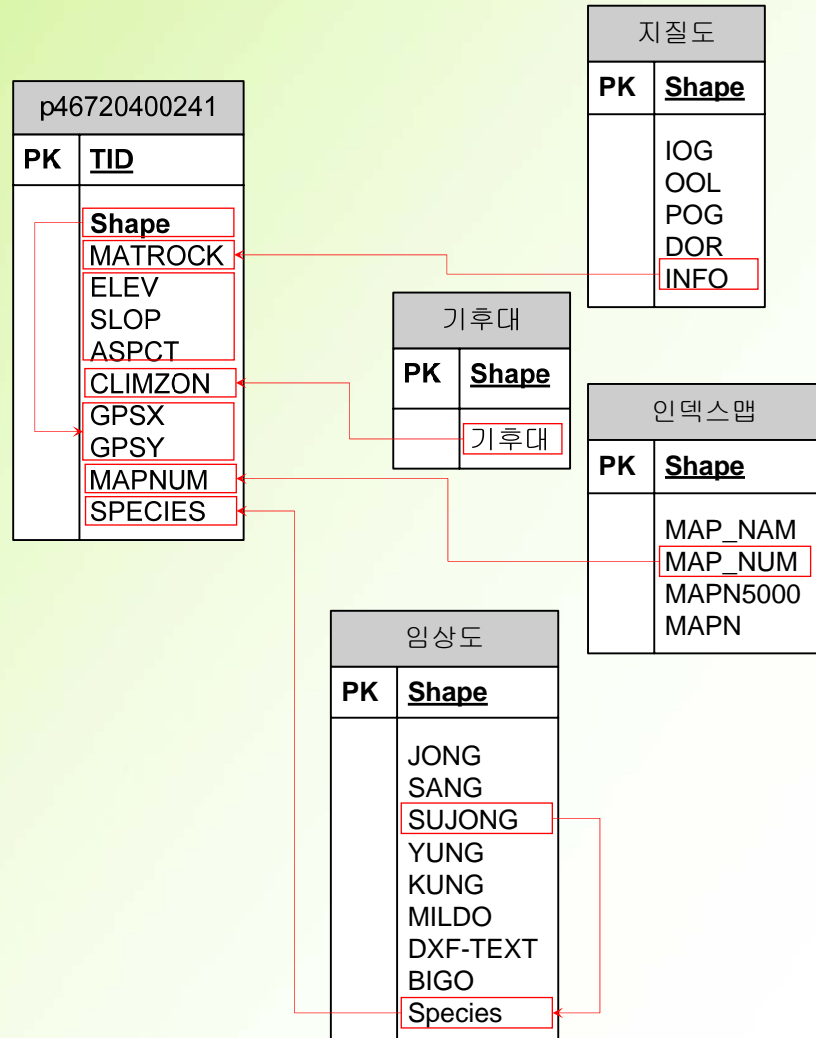 지질도
PK Shape
IOG
OOL
POG
DOR
INFO
p46720400241
PK TID
Shape
MATROCK
ELEV
SLOP
ASPCT
CLIMZON
GPSX
GPSY
MAPNUM
SPECIES
기후대
PK Shape
기후대
인덱스맵
PK Shape
MAP_NAM
MAP_NUM
MAPN5000
MAPN
임상도
PK Shape
JONG
SANG
SUJONG
YUNG
KUNG
MILDO
DXF-TEXT
BIGO
Species